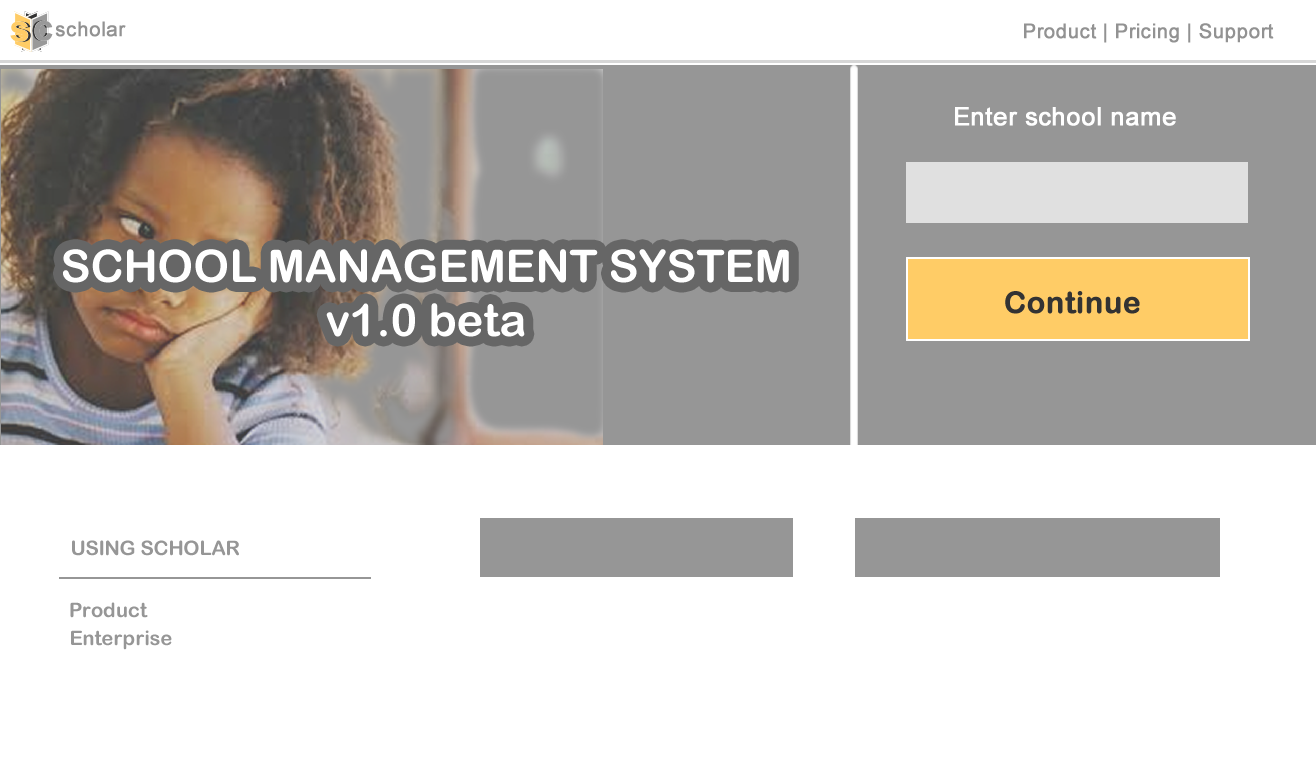 SC scholar
Product | Pricing | Support
SCHOOL MANAGEMENT SYSTEM
v1.0 beta
Enter school name
Continue
USING SCHOLAR
Product
Enterprise